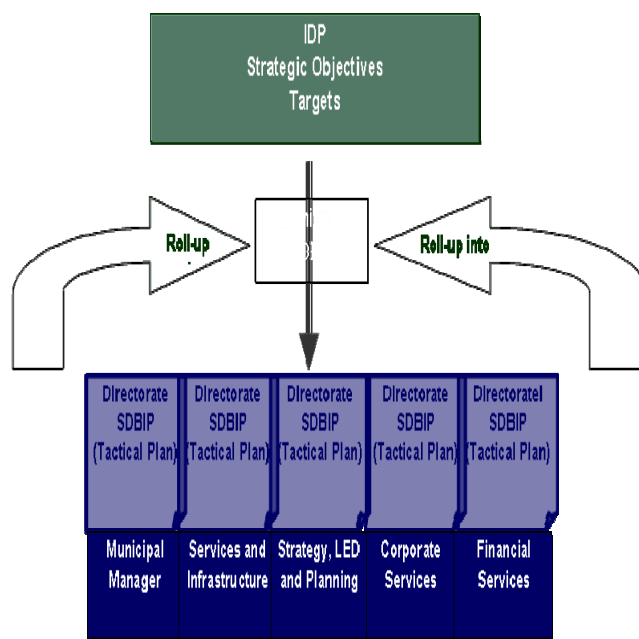 IDP
Strategic Objectives
Targets
Roll-up
Roll-up into
Directorate
SDBIP
(Tactical Plan)
Directorate
SDBIP
(Tactical Plan)
Directorate
SDBIP
(Tactical Plan)
Directorate
SDBIP
(Tactical Plan)
Directoratel
SDBIP
(Tactical Plan)
Municipal
Manager
Services and
Infrastructure
Strategy, LED
and Planning
Corporate
Services
Financial
Services